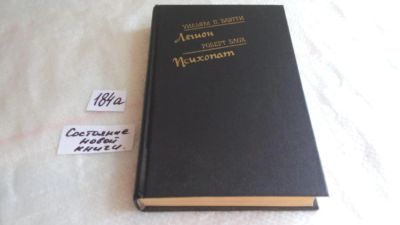 УИЛЬЯМ П. БЛЭТТИ
Легион
РОБЕРТ БЛОХ
Психопат
184а
Состояние
новой
книги.